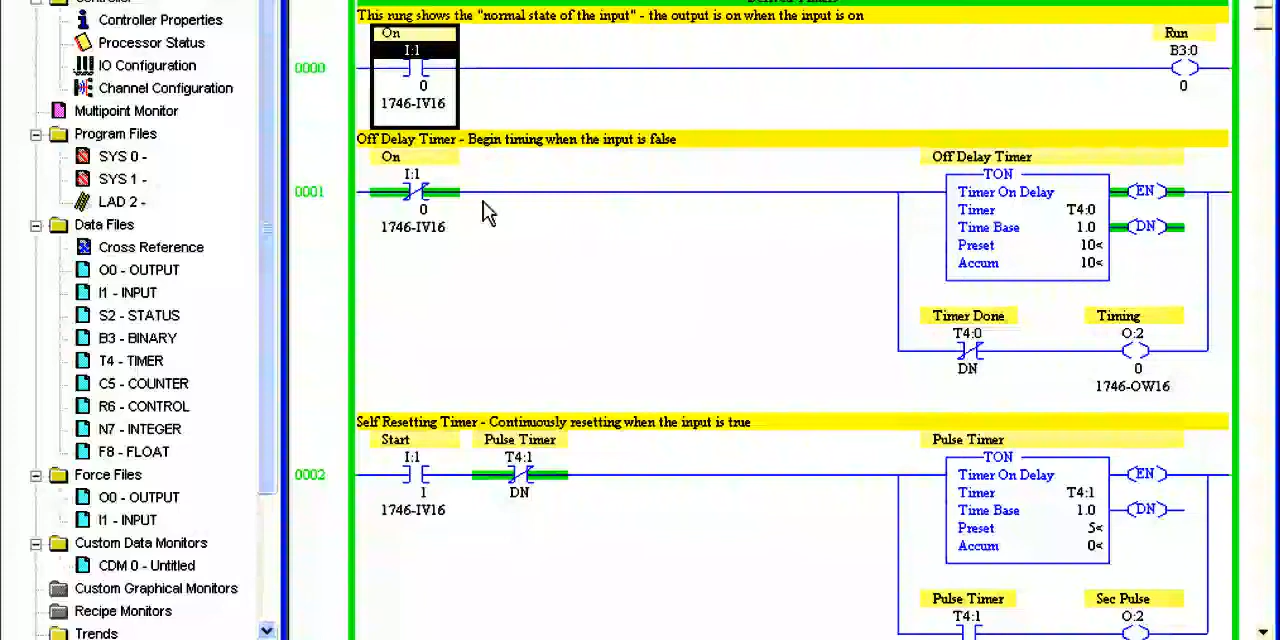 Controller Properties
Processor Status
IO Configuration
Channel Configuration
Multipoint Monitor
Program Files
SYS 0 -
SYS 1 -
LAD 2 -
Data Files
Cross Reference
O0 - OUTPUT
I1 - INPUT
S2 - STATUS
B3 - BINARY
T4 - TIMER
C5 - COUNTER
R6 - CONTROL
N7 - INTEGER
F8 - FLOAT
Force Files
O0 - OUTPUT
I1 - INPUT
Custom Data Monitors
CDM 0 - Untitled
Custom Graphical Monitors
Recipe Monitors
Trends
This rung shows the "normal state of the input" - the output is on when the input is on
On
I:1
0000
0
1746-IV16
Run
B3:0
0
Off Delay Timer - Begin timing when the input is false
On
I:1
0001
0
1746-IV16
Off Delay Timer
TON
Timer On Delay
EN
Timer T4:0
Time Base 1.0
DN
Preset 10<
Accum 10<
Timer Done
T4:0
DN
Timing
O:2
0
1746-OW16
Self Resetting Timer - Continuously resetting when the input is true
Start
I:1
0002
1
1746-IV16
Pulse Timer
T4:1
DN
Pulse Timer
TON
Timer On Delay
EN
Timer T4:1
Time Base 1.0
DN
Preset 5<
Accum 0<
Pulse Timer
T4:1
Sec Pulse
O:2